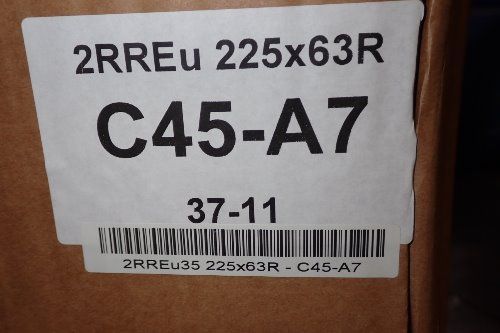 2RREu 225x63R
C45-A7
37-11
2RREu35 225x63R - C45-A7